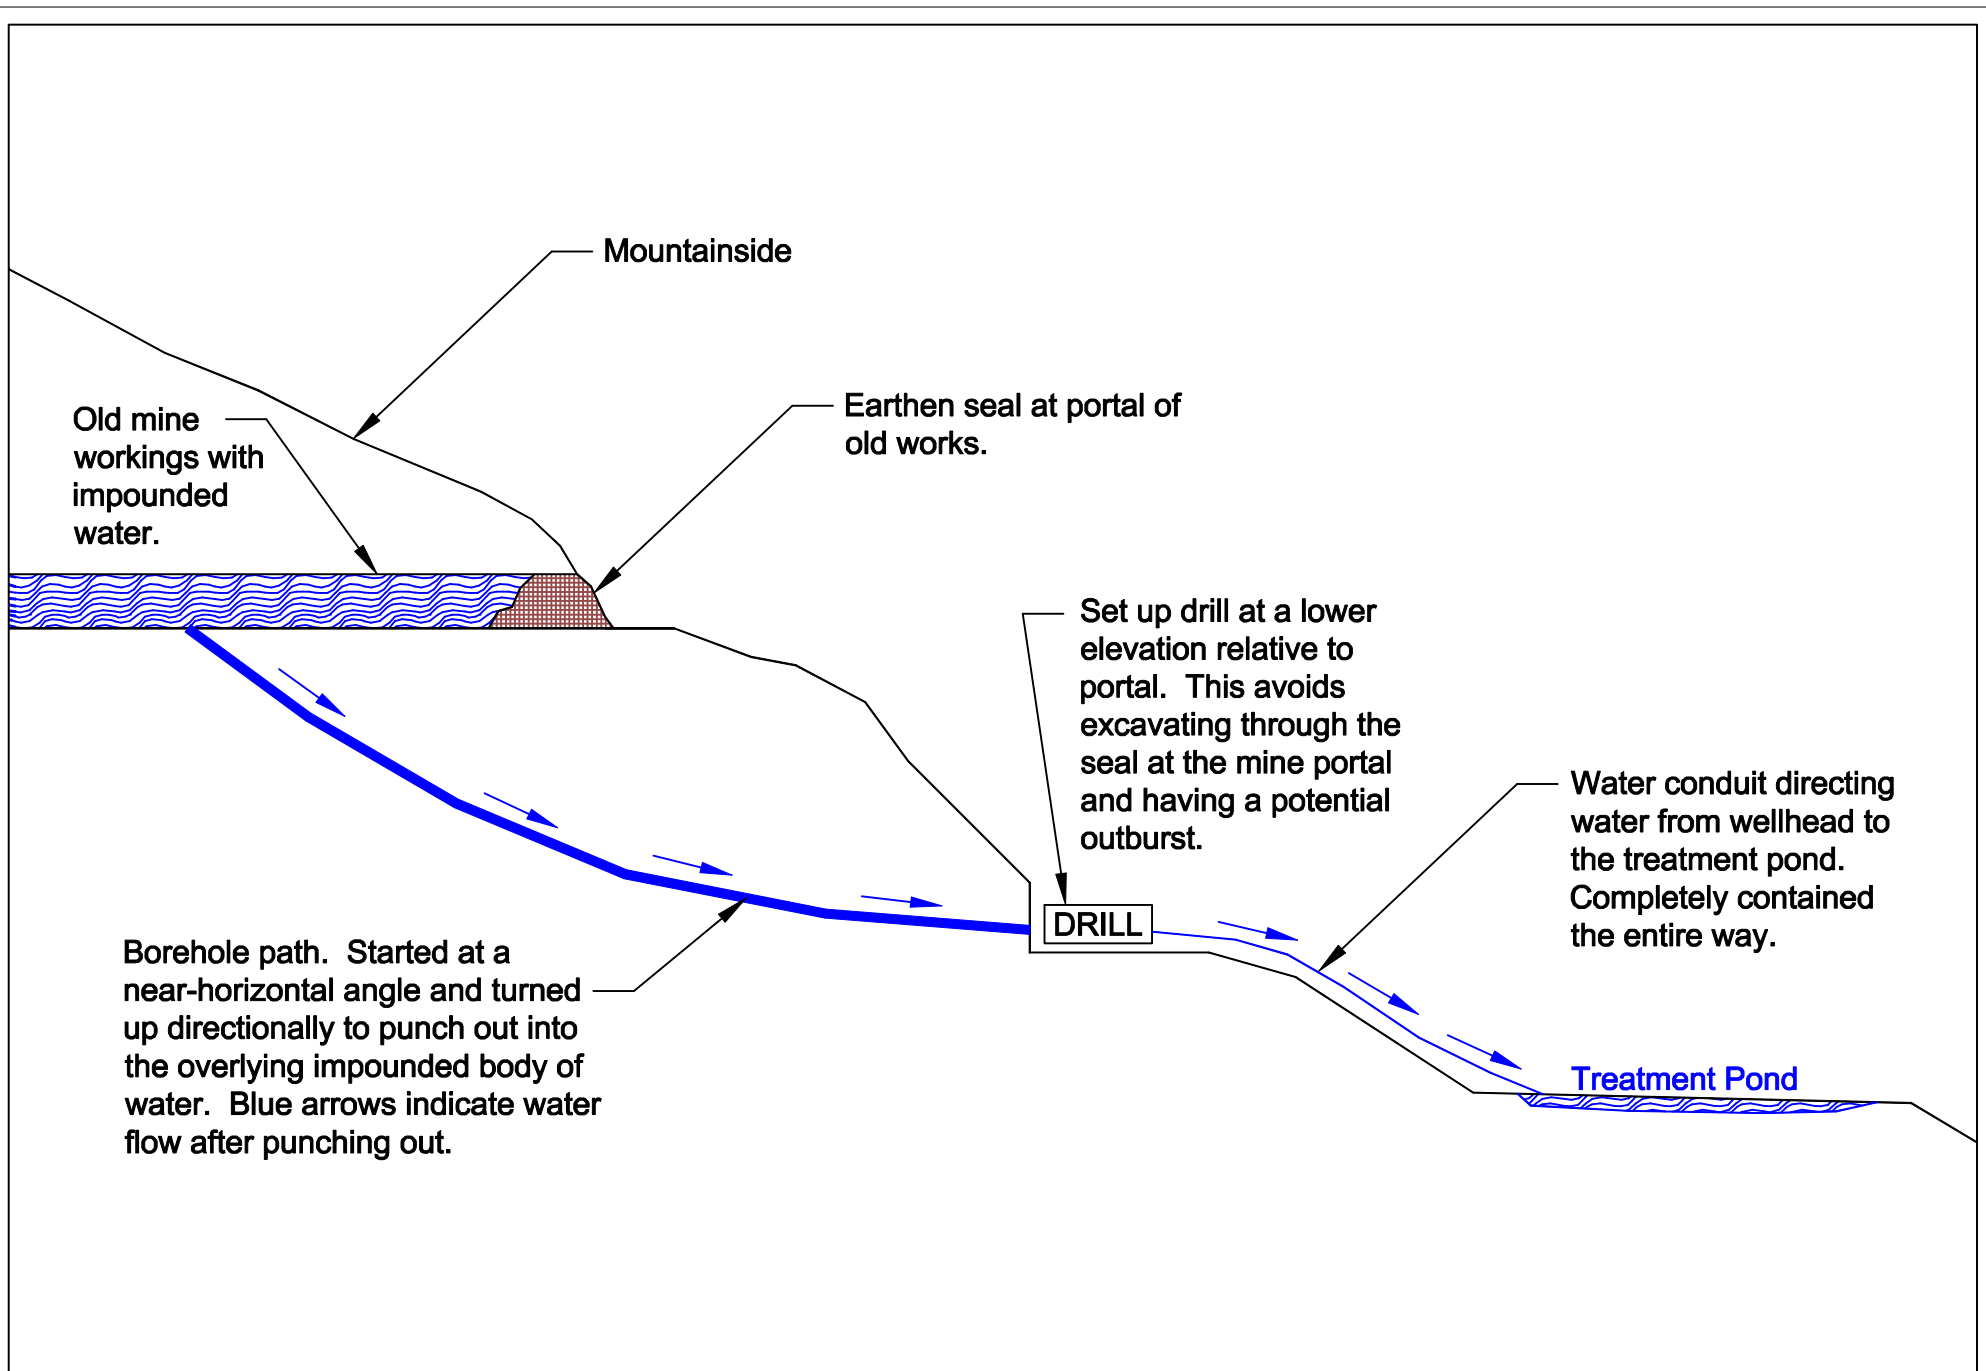 Mountainside
Old mine
workings with
impounded
water.
Earthen seal at portal of
old works.
Set up drill at a lower
elevation relative to
portal.  This avoids
excavating through the
seal at the mine portal
and having a potential
outburst.
Water conduit directing
water from wellhead to
the treatment pond.
Completely contained
the entire way.
DRILL
Borehole path.  Started at a
near-horizontal angle and turned
up directionally to punch out into
the overlying impounded body of
water.  Blue arrows indicate water
flow after punching out.
Treatment Pond